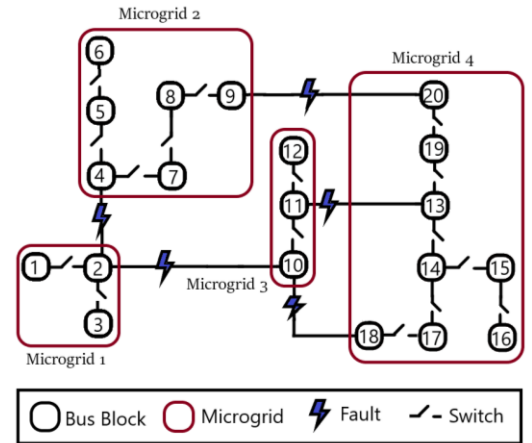 Microgrid 2
6
Microgrid 4
8
9
20
5
12
19
4
7
11
13
1
2
10
14
15
Microgrid 3
3
18
17
16
Microgrid 1
Bus Block
Microgrid
Fault
Switch